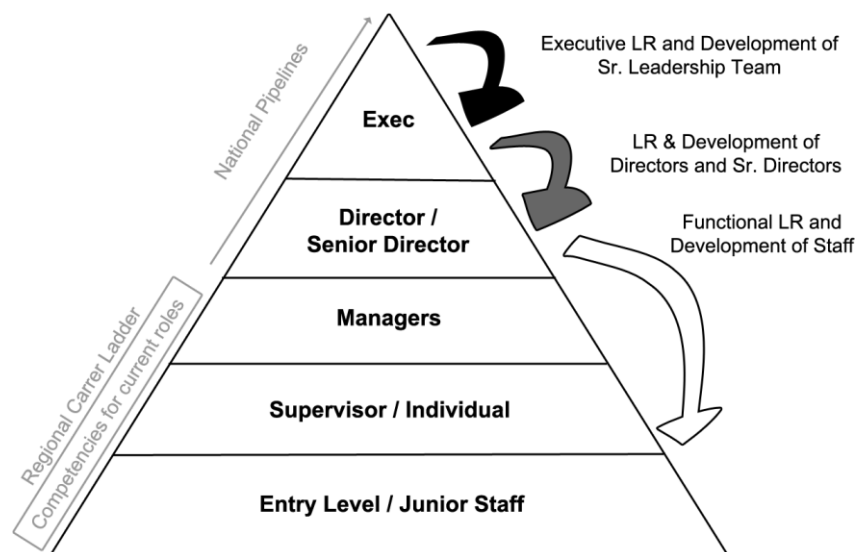 Executive LR and Development of
Sr. Leadership Team
National Pipelines
Exec
LR & Development of
Directors and Sr. Directors
Director /
Senior Director
Functional LR and
Development of Staff
Managers
Regional Carrer Ladder
Competencies for current roles
Supervisor / Individual
Entry Level / Junior Staff